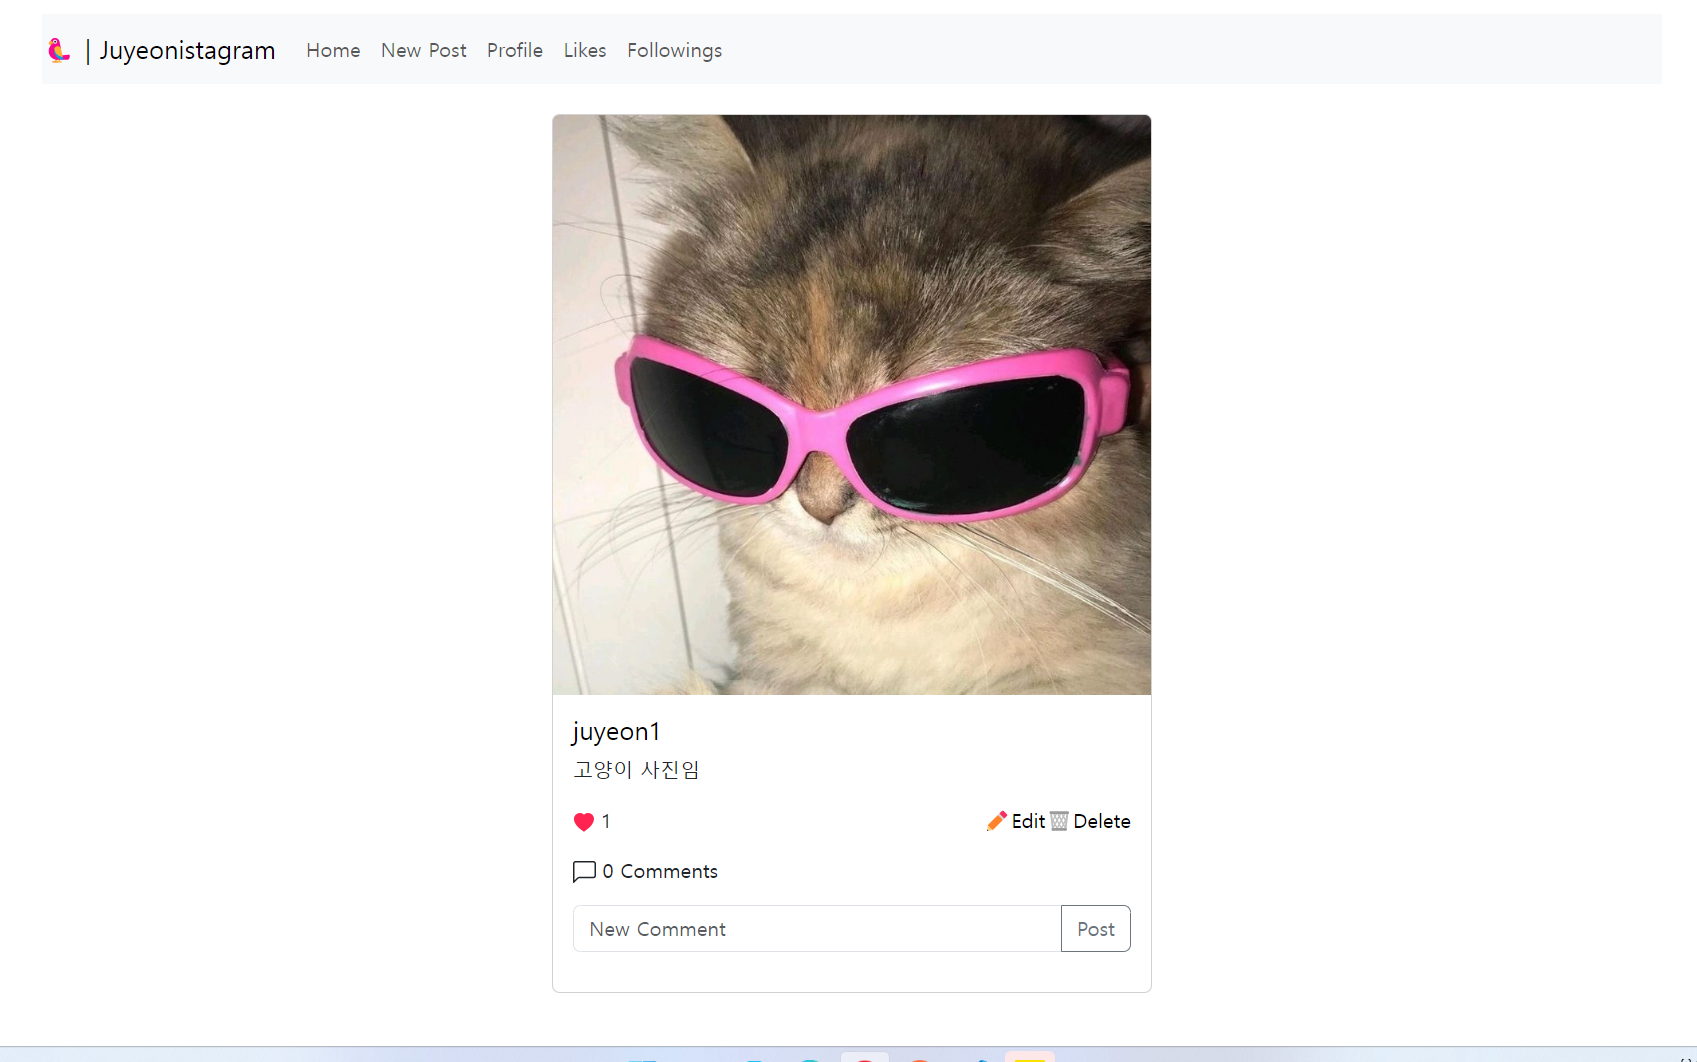 | Juyeonistagram Home New Post Profile Likes Followings
juyeon1
고양이 사진임
1
Edit Delete
0 Comments
New Comment Post